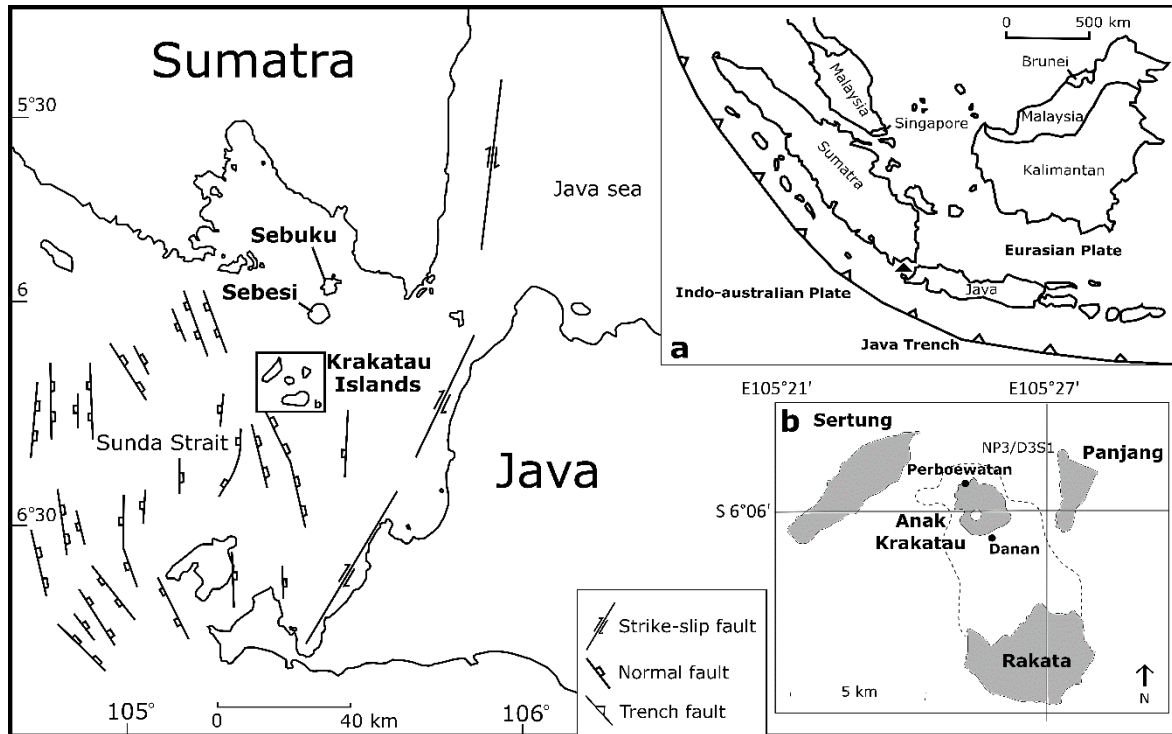 Sumatra
5°30
Java sea
Sebuku
6
Sebesi
Krakatau
Islands
b
Sunda Strait
Java
6°30
105°
0
40 km
106°
Strike-slip fault
Normal fault
Trench fault
0
500 km
Brunei
Malaysia
Malaysia
Singapore
Sumatra
Kalimantan
Eurasian Plate
Java
Indo-australian Plate
Java Trench
a
E105°21'
E105°27'
b
Sertung
NP3/D3S1
Panjang
Perboewatan
S 6°06'
Anak
Krakatau
Danan
Rakata
5 km
N